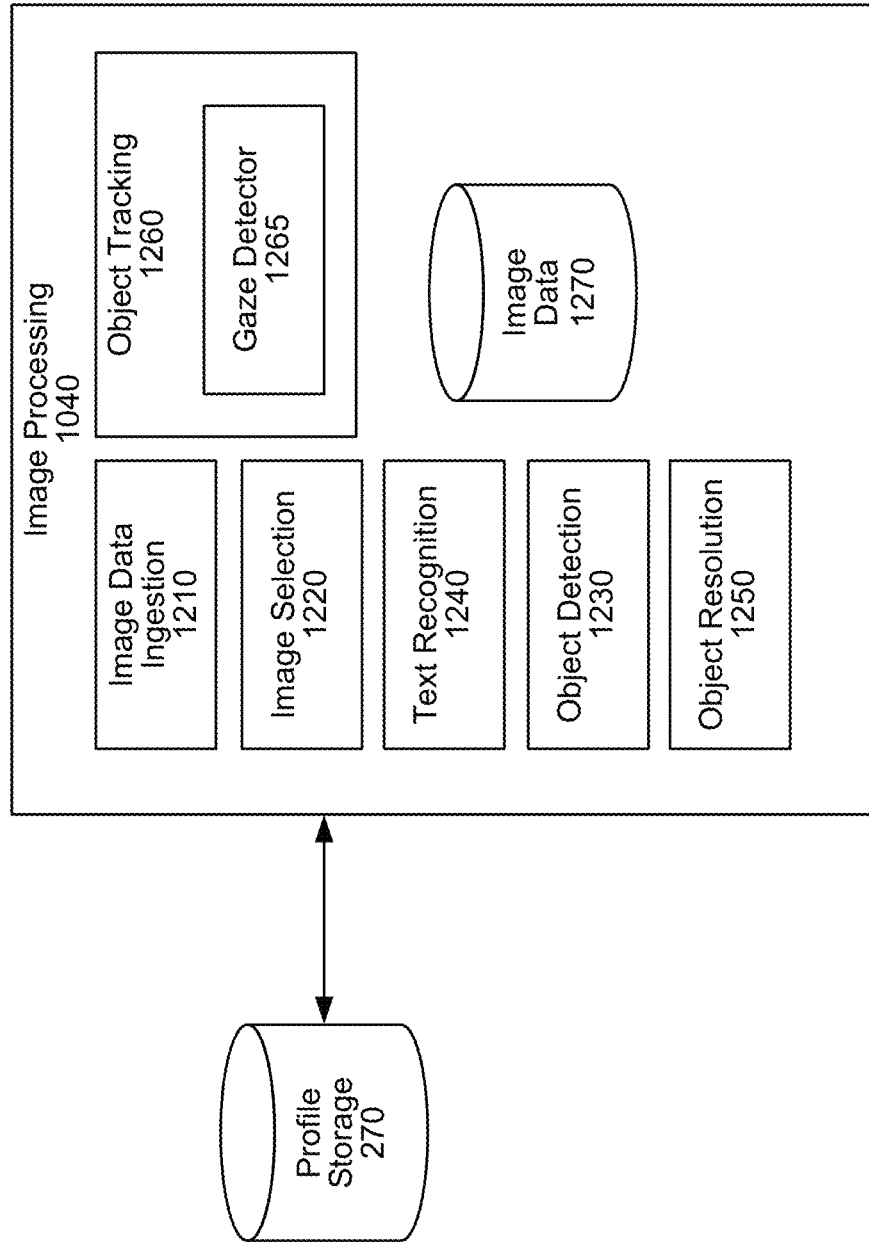 Image Processing
1040
Image Data
Ingestion
1210
Image Selection
1220
Text Recognition
1240
Object Detection
1230
Object Resolution
1250
Object Tracking
1260
Gaze Detector
1265
Image
Data
1270
Profile
Storage
270